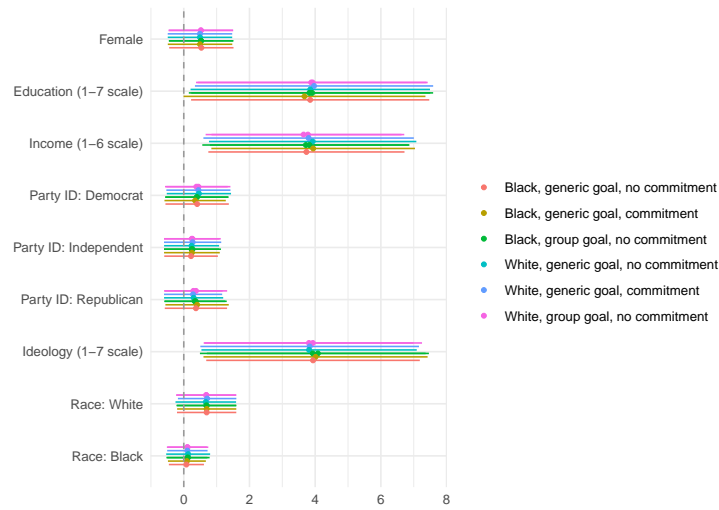 Female
Education (1–7 scale)
Income (1–6 scale)
Party ID: Democrat
Party ID: Independent
Party ID: Republican
Ideology (1–7 scale)
Race: White
Race: Black
0 4 8
Black, generic goal, no commitment
Black, generic goal, commitment
Black, group goal, no commitment
White, generic goal, no commitment
White, generic goal, commitment
White, group goal, no commitment